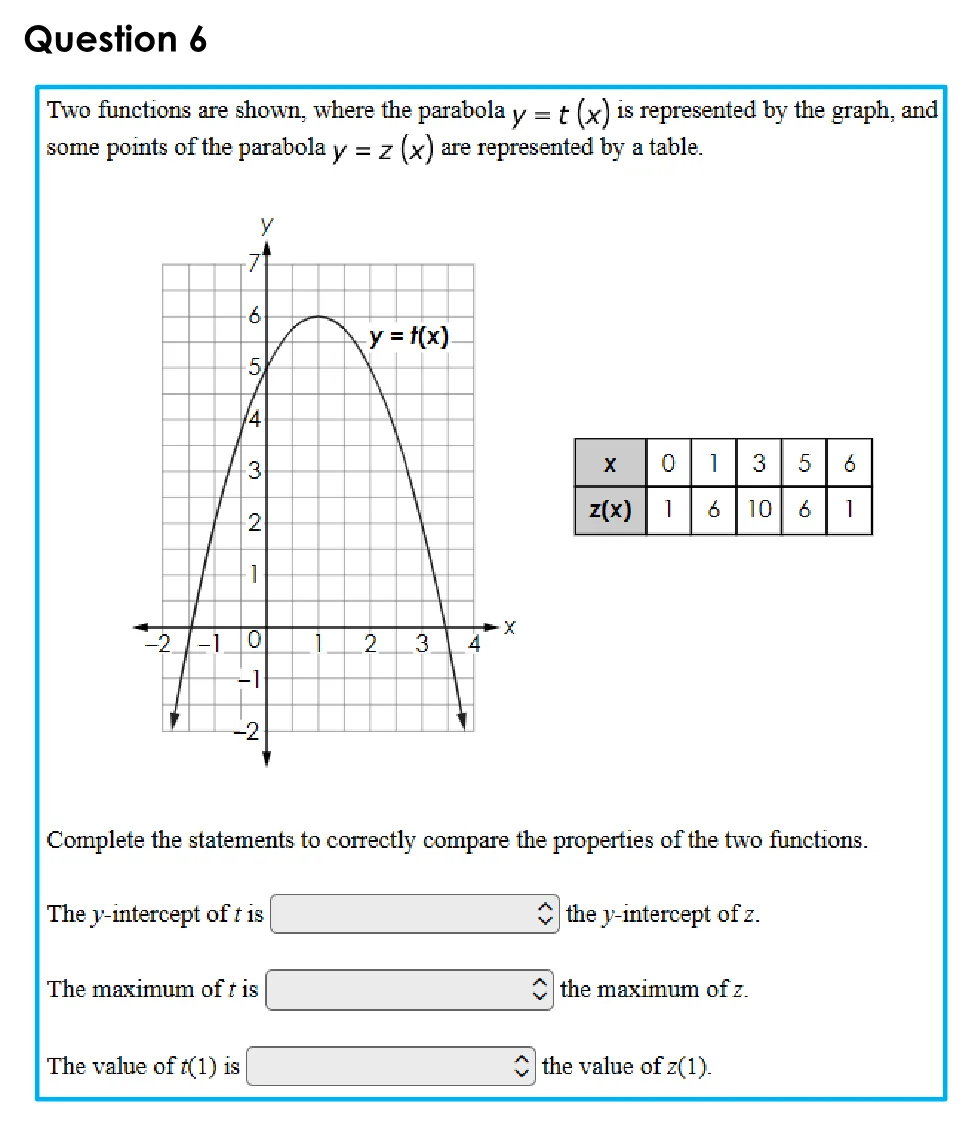 Question 6
Two functions are shown, where the parabola y = t (x) is represented by the graph, and
some points of the parabola y = z (x) are represented by a table.
y
7
6
y = t(x)
5
4
3
2
1
x
–2 –1 0 1 2 3 4
–1
–2
x 0 1 3 5 6
z(x) 1 6 10 6 1
Complete the statements to correctly compare the properties of the two functions.
The y-intercept of t is the y-intercept of z.
The maximum of t is the maximum of z.
The value of t(1) is the value of z(1).